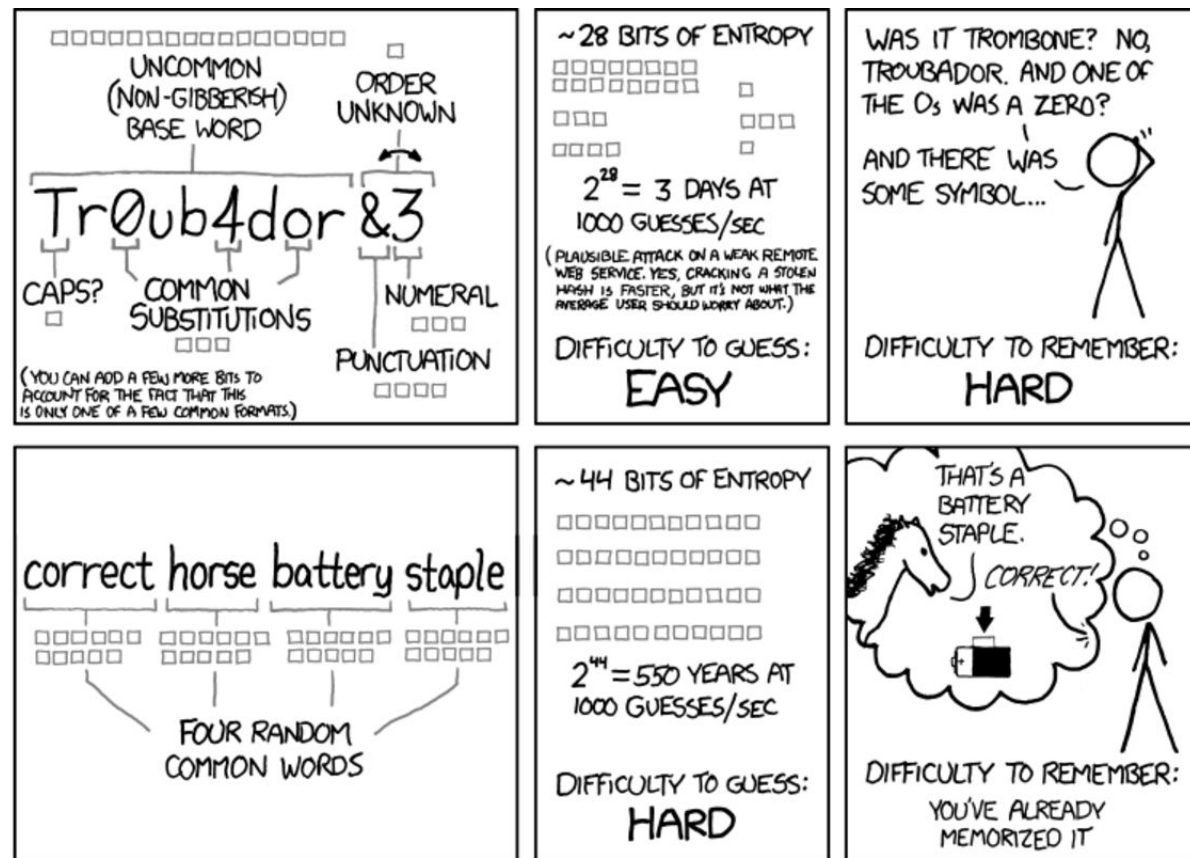 UNCOMMON
(NON-GIBBERISH)
BASE WORD
ORDER
UNKNOWN
Tr0ub4dor &3
CAPS?
COMMON
SUBSTITUTIONS
NUMERAL
PUNCTUATION
(YOU CAN ADD A FEW MORE BITS TO
ACCOUNT FOR THE FACT THAT THIS
IS ONLY ONE OF A FEW COMMON FORMATS.)
~28 BITS OF ENTROPY
2^28 = 3 DAYS AT
1000 GUESSES/SEC
(PLAUSIBLE ATTACK ON A WEAK REMOTE
WEB SERVICE. YES, CRACKING A STOLEN
HASH IS FASTER, BUT IT'S NOT WHAT THE
AVERAGE USER SHOULD WORRY ABOUT.)
DIFFICULTY TO GUESS:
EASY
WAS IT TROMBONE? NO,
TROUBADOR. AND ONE OF
THE Os WAS A ZERO?
AND THERE WAS
SOME SYMBOL...
DIFFICULTY TO REMEMBER:
HARD
correct horse battery staple
FOUR RANDOM
COMMON WORDS
~44 BITS OF ENTROPY
2^44 = 550 YEARS AT
1000 GUESSES/SEC
DIFFICULTY TO GUESS:
HARD
THAT'S A
BATTERY
STAPLE.
CORRECT!
+
DIFFICULTY TO REMEMBER:
YOU'VE ALREADY
MEMORIZED IT